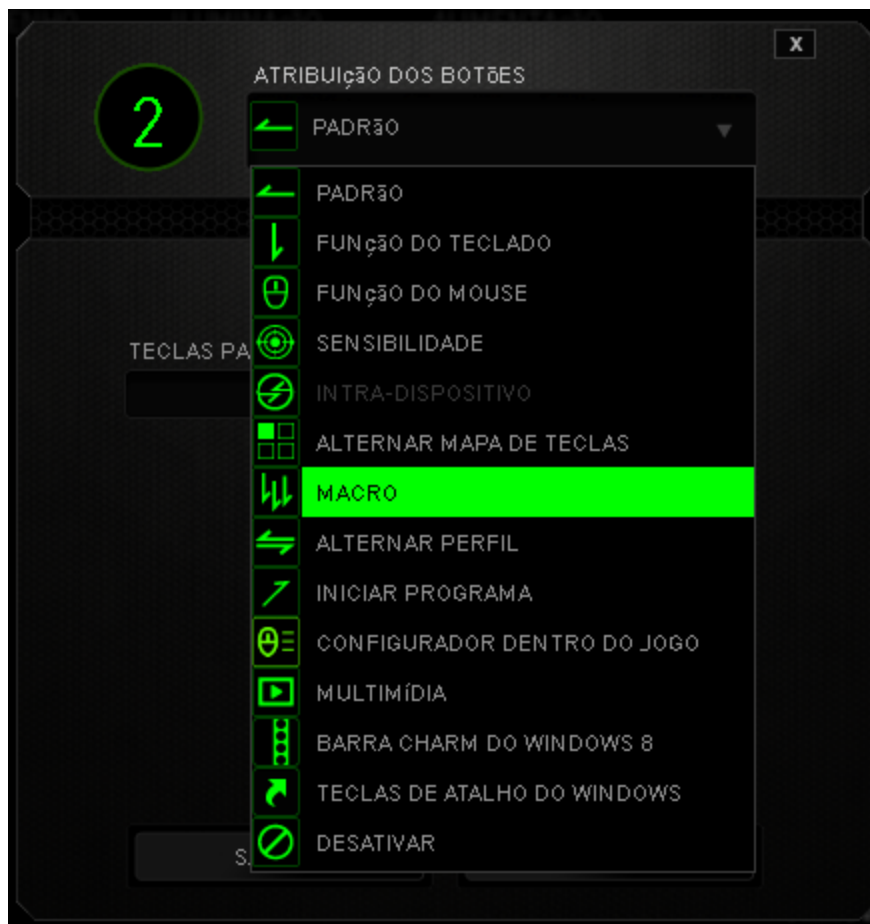 X
ATRIBUIçãO DOS BOTõES
2
PADRãO
PADRãO
FUNçãO DO TECLADO
FUNçãO DO MOUSE
SENSIBILIDADE
TECLAS PA
INTRA-DISPOSITIVO
ALTERNAR MAPA DE TECLAS
MACRO
ALTERNAR PERFIL
INICIAR PROGRAMA
CONFIGURADOR DENTRO DO JOGO
MULTIMíDIA
BARRA CHARM DO WINDOWS 8
TECLAS DE ATALHO DO WINDOWS
DESATIVAR